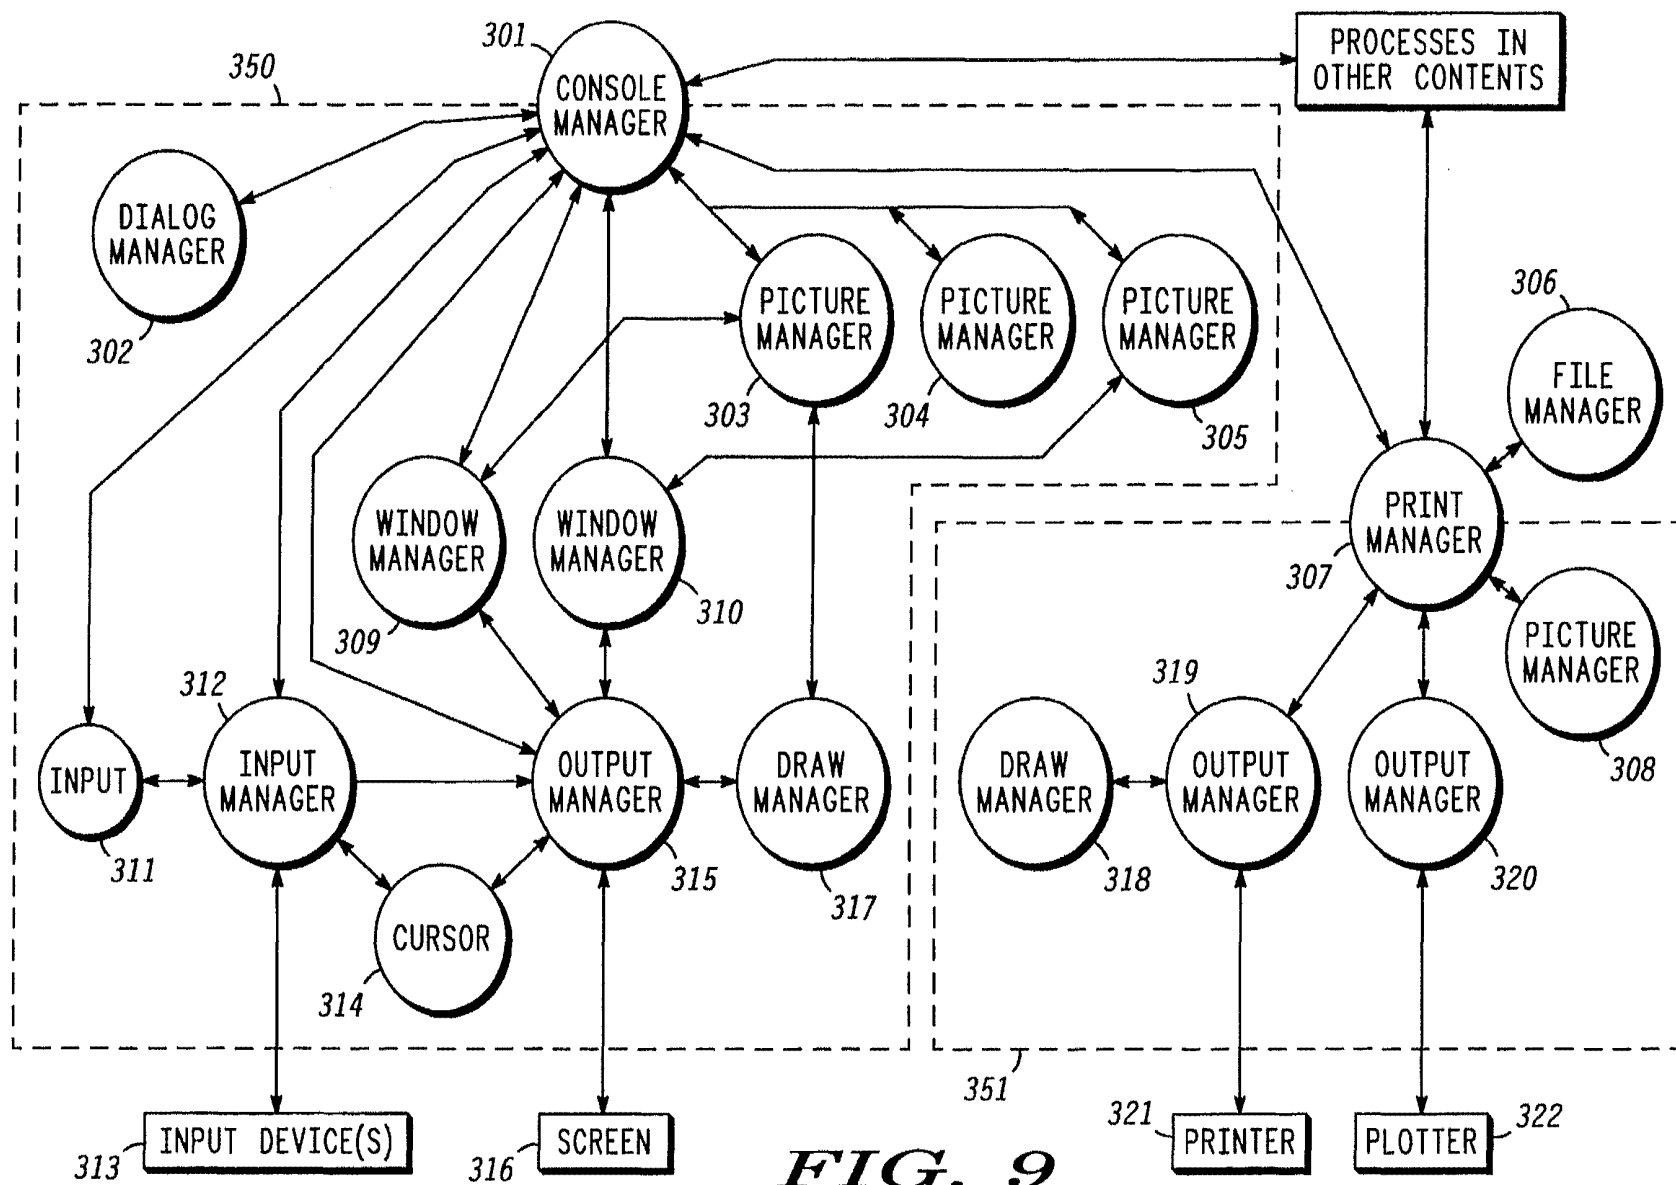 301
CONSOLE
MANAGER
PROCESSES IN
OTHER CONTENTS
350
DIALOG
MANAGER
302
PICTURE
MANAGER
303
PICTURE
MANAGER
304
PICTURE
MANAGER
305
306
FILE
MANAGER
PRINT
MANAGER
307
PICTURE
MANAGER
308
WINDOW
MANAGER
309
WINDOW
MANAGER
310
INPUT
311
312
INPUT
MANAGER
OUTPUT
MANAGER
315
DRAW
MANAGER
317
CURSOR
314
DRAW
MANAGER
318
319
OUTPUT
MANAGER
OUTPUT
MANAGER
320
351
313
INPUT DEVICE(S)
316
SCREEN
321
PRINTER
PLOTTER
322
FIG. 9